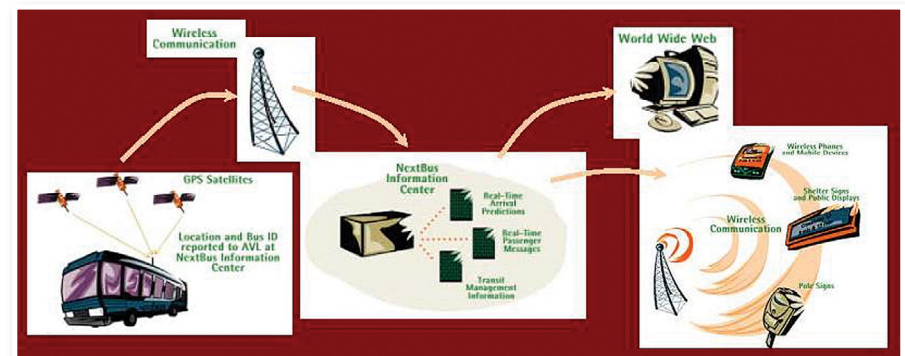 Wireless
Communication
World Wide Web
GPS Satellites
Location and Bus ID
reported to AVL at
NextBus Information
Center
NextBus
Information
Center
Real-Time
Arrival
Predictions
Real-Time
Passenger
Messages
Transit
Management
Information
Wireless Phones
and Mobile Devices
Shelter Signs
and Public Displays
Wireless
Communication
Pole Signs